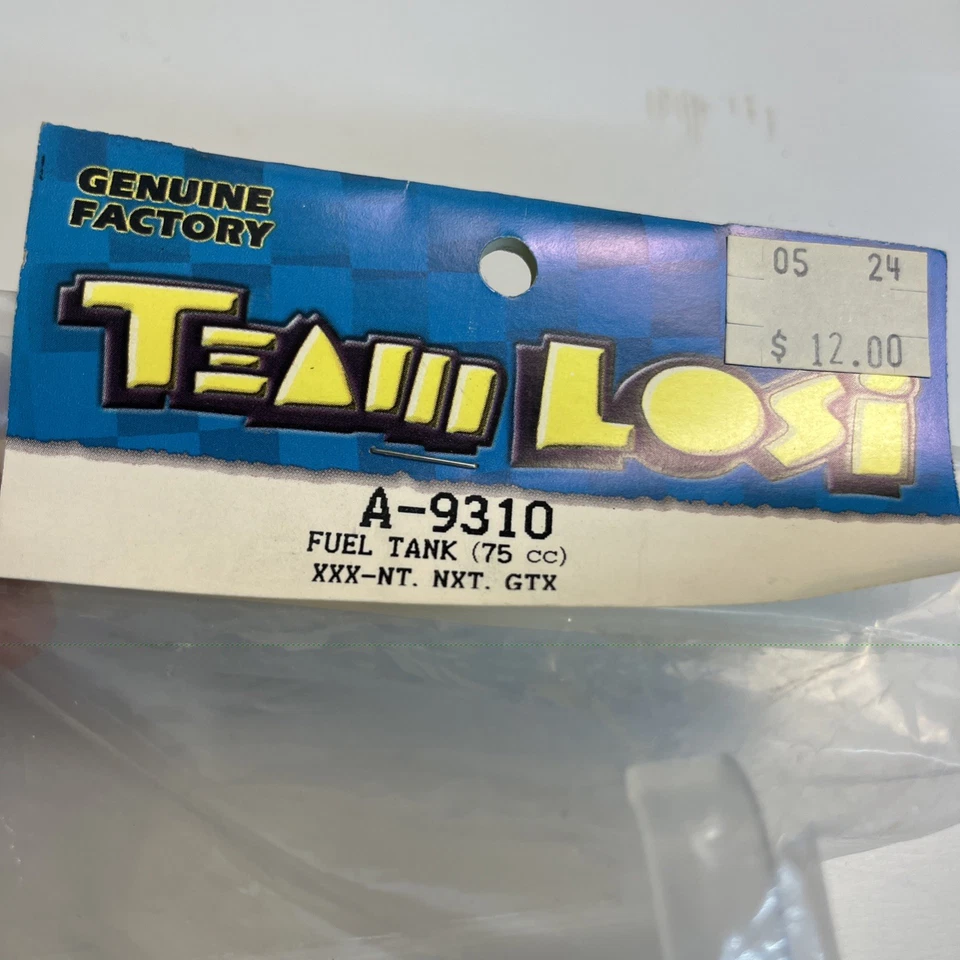 GENUINE
FACTORY
TEAM LOSI
05 24
$ 12.00
A-9310
FUEL TANK (75 cc)
XXX-NT. NXT. GTX